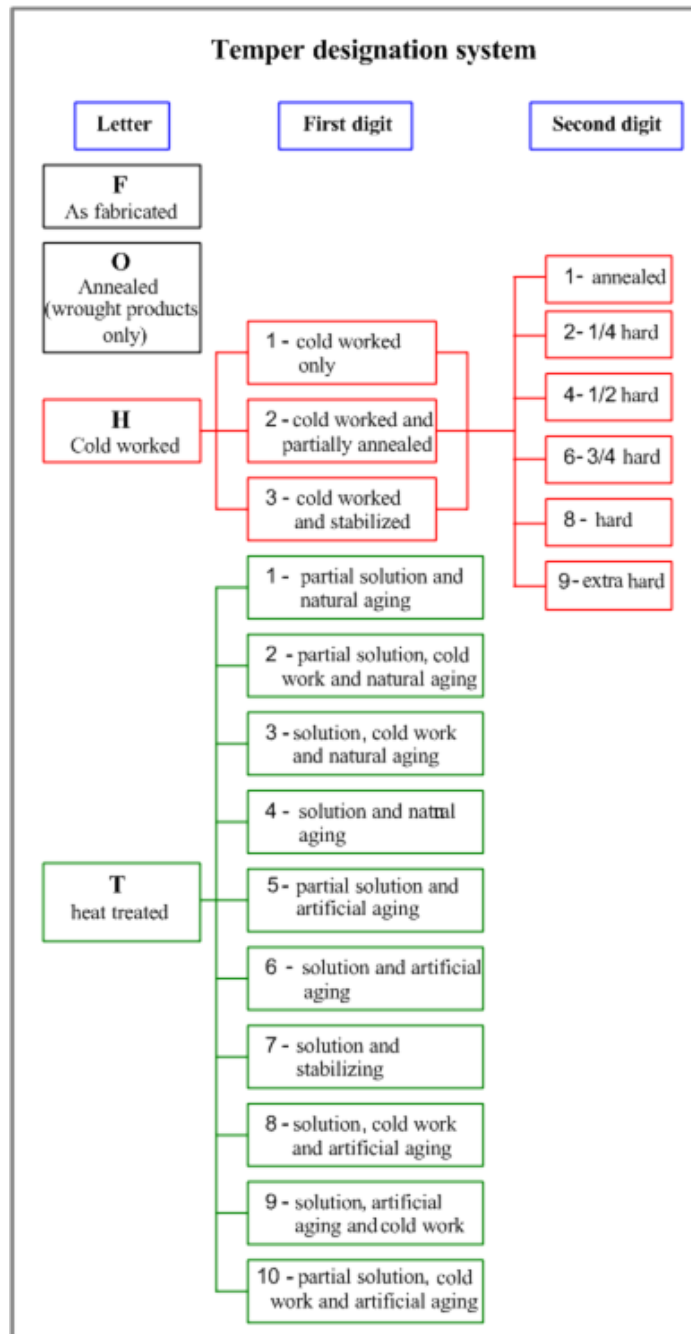 Temper designation system
Letter
First digit
Second digit
F
As fabricated
O
Annealed
(wrought products
only)
H
Cold worked
1 - cold worked
only
2 - cold worked and
partially annealed
3 - cold worked
and stabilized
1- annealed
2- 1/4 hard
4- 1/2 hard
6- 3/4 hard
8 - hard
9- extra hard
T
heat treated
1 - partial solution and
natural aging
2 - partial solution, cold
work and natural aging
3 - solution, cold work
and natural aging
4 - solution and natural
aging
5 - partial solution and
artificial aging
6 - solution and artificial
aging
7 - solution and
stabilizing
8 - solution, cold work
and artificial aging
9 - solution, artificial
aging and cold work
10 - partial solution, cold
work and artificial aging